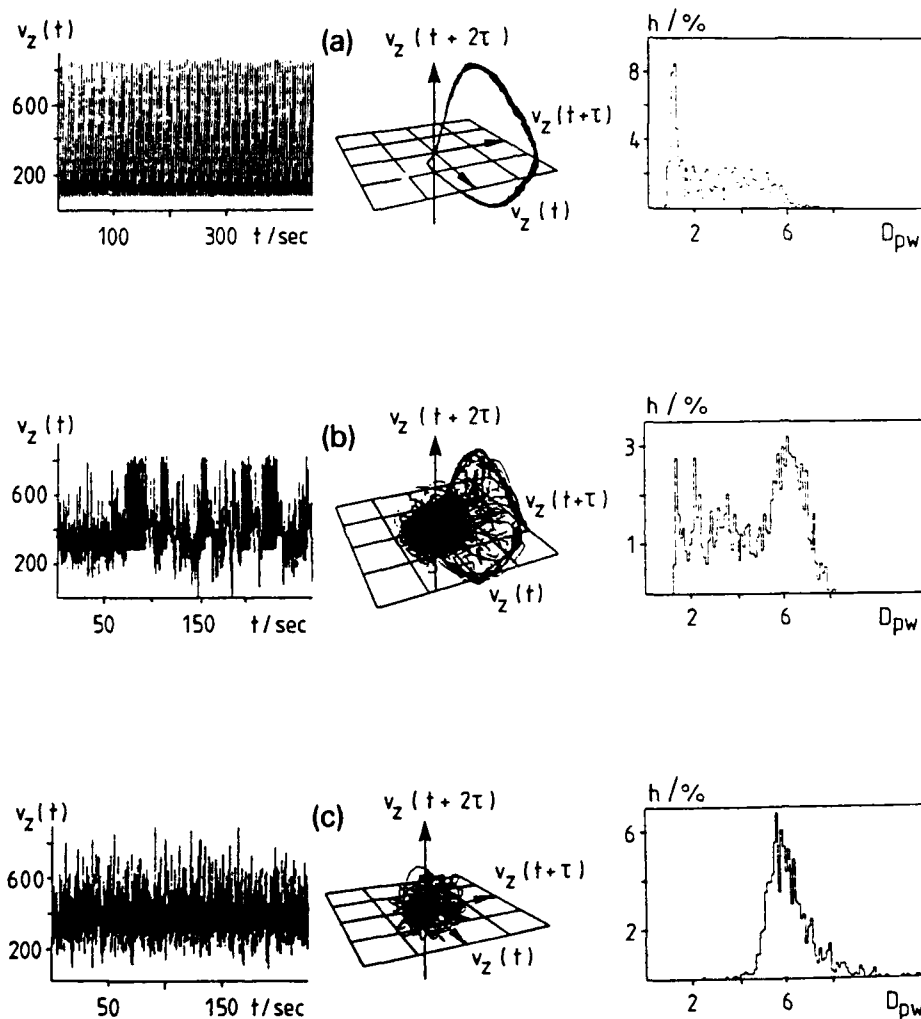 v_z (t)
600
200
100
300
t/sec
(a)
v_z (t + 2τ)
v_z (t+τ)
v_z (t)
h / %
8
4
2
6
D_pw
v_z (t)
600
200
50
150
t/sec
(b)
v_z (t + 2τ)
v_z (t+τ)
v_z (t)
h / %
3
1
2
6
D_pw
v_z (t)
600
200
50
150
t/sec
(c)
v_z (t + 2τ)
v_z (t+τ)
v_z (t)
h / %
6
2
2
6
D_pw